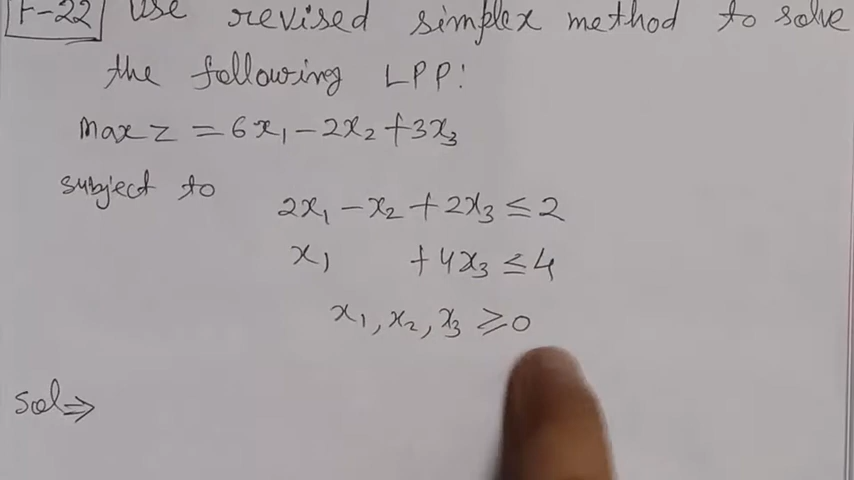 F-22 Use revised simplex method to solve
the following LPP:
Max Z = 6x₁ - 2x₂ + 3x₃
subject to
2x₁ - x₂ + 2x₃ ≤ 2
x₁ + 4x₃ ≤ 4
x₁, x₂, x₃ ≥ 0
Sol ⇒